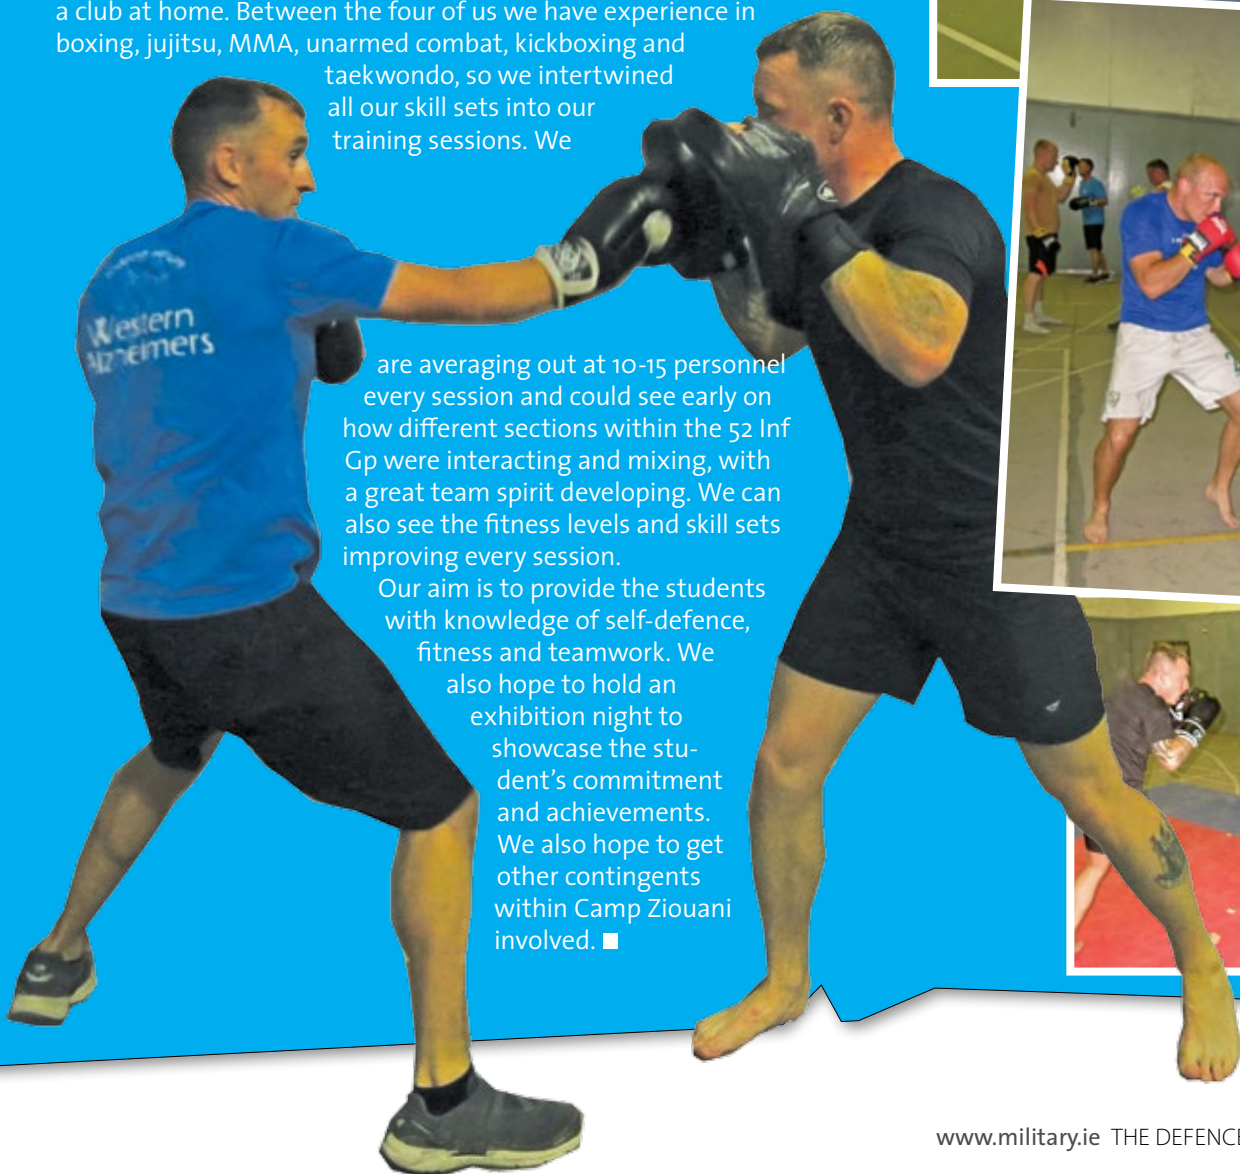 a club at home. Between the four of us we have experience in
boxing, jujitsu, MMA, unarmed combat, kickboxing and
taekwondo, so we intertwined
all our skill sets into our
training sessions. We
are averaging out at 10-15 personnel
every session and could see early on
how different sections within the 52 Inf
Gp were interacting and mixing, with
a great team spirit developing. We can
also see the fitness levels and skill sets
improving every session.
Our aim is to provide the students
with knowledge of self-defence,
fitness and teamwork. We
also hope to hold an
exhibition night to
showcase the stu-
dent’s commitment
and achievements.
We also hope to get
other contingents
within Camp Ziouani
involved. ■
Western
Alzheimers
www.military.ie THE DEFENCE